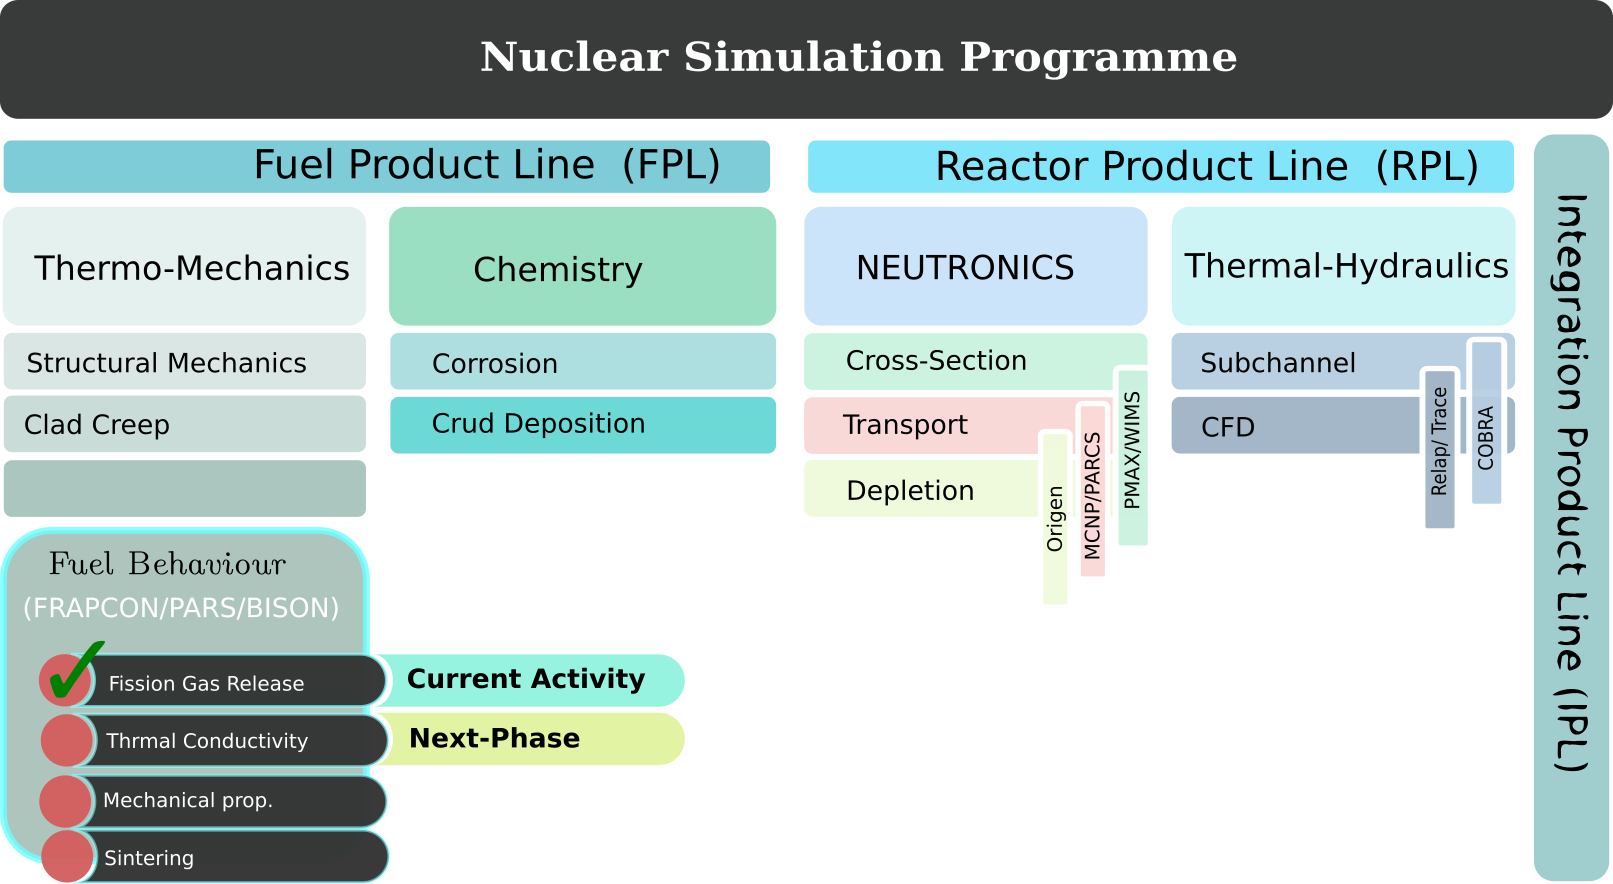 Nuclear Simulation Programme
Fuel Product Line (FPL)
Reactor Product Line (RPL)
Integration Product Line (IPL)
Thermo-Mechanics
Chemistry
NEUTRONICS
Thermal-Hydraulics
Structural Mechanics
Corrosion
Cross-Section
Subchannel
Clad Creep
Crud Deposition
Transport
CFD
Depletion
Origen
MCNP/PARCS
PMAX/WIMS
Relap/ Trace
COBRA
Fuel Behaviour
(FRAPCON/PARS/BISON)
Fission Gas Release
Current Activity
Thrmal Conductivity
Next-Phase
Mechanical prop.
Sintering